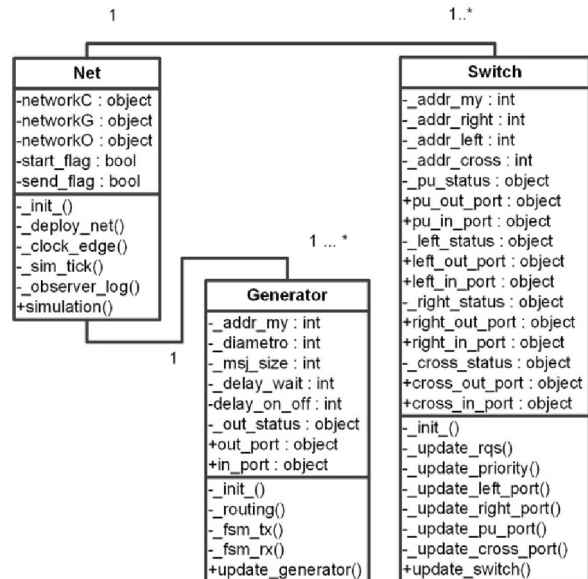 1
1..*
Net
-networkC : object
-networkG : object
-networkO : object
-start_flag : bool
-send_flag : bool
-_init_()
-_deploy_net()
-_clock_edge()
-_sim_tick()
-_observer_log()
+simulation()
1 ... *
1
Generator
-_addr_my : int
-_diametro : int
-_msj_size : int
-_delay_wait : int
-delay_on_off : int
-_out_status : object
+out_port : object
+in_port : object
-_init_()
-_routing()
-_fsm_tx()
-_fsm_rx()
+update_generator()
Switch
-_addr_my : int
-_addr_right : int
-_addr_left : int
-_addr_cross : int
-_pu_status : object
+pu_out_port : object
+pu_in_port : object
-_left_status : object
+left_out_port : object
+left_in_port : object
-_right_status : object
+right_out_port : object
+right_in_port : object
-_cross_status : object
+cross_out_port : object
+cross_in_port : object
-_init_()
-_update_rqs()
-_update_priority()
-_update_left_port()
-_update_right_port()
-_update_pu_port()
-_update_cross_port()
+update_switch()